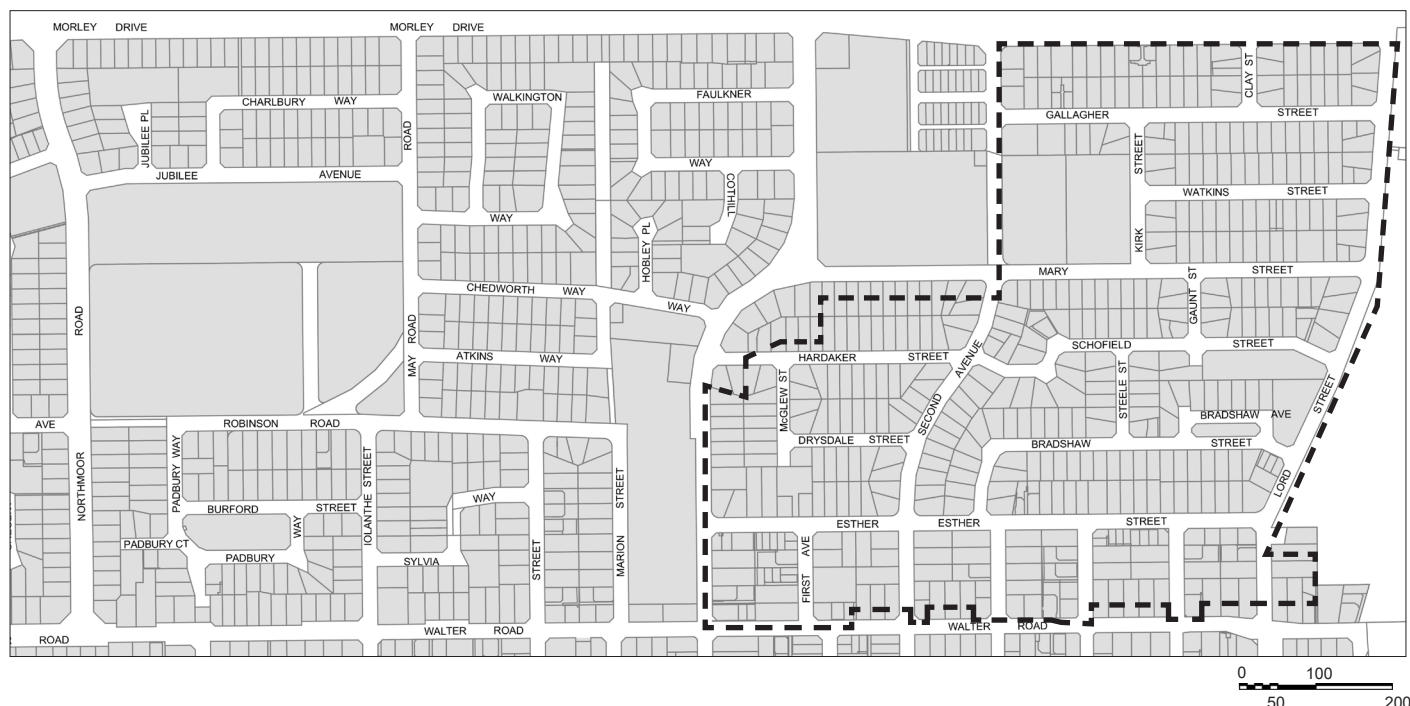 MORLEY DRIVE
MORLEY DRIVE
CLAY ST
CHARLBURY WAY
WALKINGTON
FAULKNER
GALLAGHER STREET
JUBILEE PL
ROAD
STREET
JUBILEE AVENUE
WAY
COTHILL
WATKINS STREET
WAY
HOBLEY PL
KIRK
MARY STREET
CHEDWORTH WAY
WAY
GAUNT ST
ROAD
MAY ROAD
ATKINS WAY
HARDAKER STREET
SECOND AVENUE
SCHOFIELD STREET
McGLEW ST
STEELE ST
STREET
BRADSHAW AVE
AVE
ROBINSON ROAD
DRYSDALE STREET
BRADSHAW STREET
NORTHMOOR
PADBURY WAY
IOLANTHE STREET
WAY
STREET
LORD
BURFORD STREET
WAY
ESTHER
ESTHER STREET
PADBURY CT
PADBURY
SYLVIA
STREET
MARION
FIRST AVE
ROAD
WALTER ROAD
WALTER ROAD
0 100
50 200